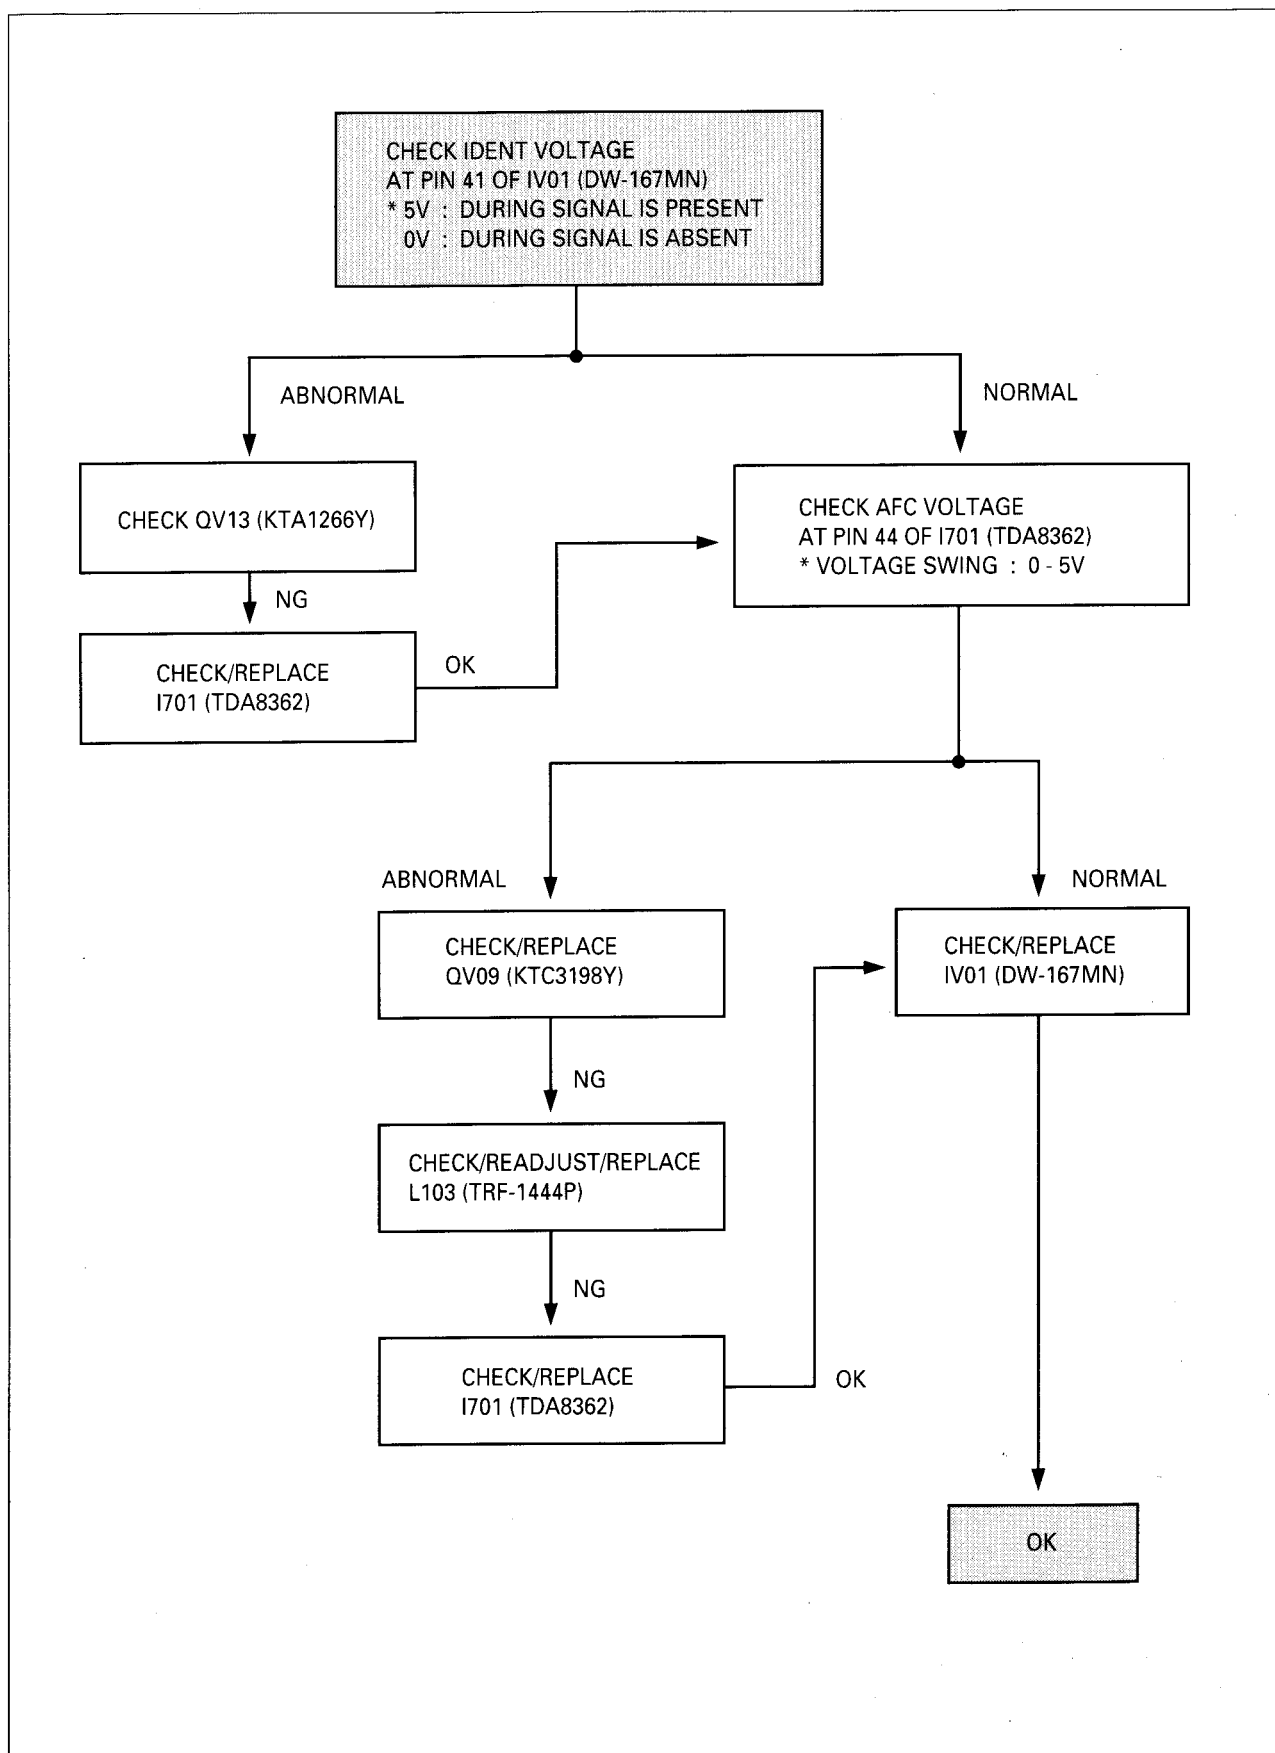 CHECK IDENT VOLTAGE
AT PIN 41 OF IV01 (DW-167MN)
* 5V : DURING SIGNAL IS PRESENT
0V : DURING SIGNAL IS ABSENT
ABNORMAL
NORMAL
CHECK QV13 (KTA1266Y)
CHECK AFC VOLTAGE
AT PIN 44 OF I701 (TDA8362)
* VOLTAGE SWING : 0 - 5V
NG
CHECK/REPLACE
I701 (TDA8362)
OK
ABNORMAL
NORMAL
CHECK/REPLACE
QV09 (KTC3198Y)
CHECK/REPLACE
IV01 (DW-167MN)
NG
CHECK/READJUST/REPLACE
L103 (TRF-1444P)
NG
CHECK/REPLACE
I701 (TDA8362)
OK
OK